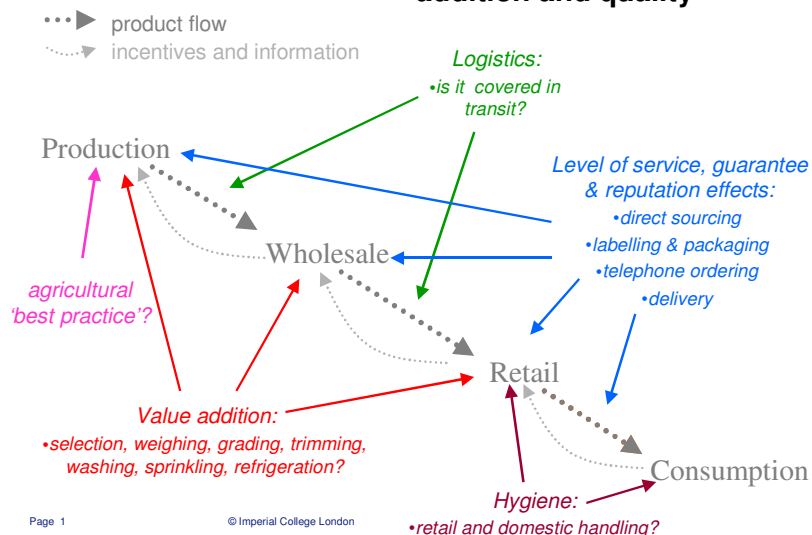 addition and quality
product flow
incentives and information
Logistics:
•is it covered in
transit?
Production
Level of service, guarantee
& reputation effects:
•direct sourcing
•labelling & packaging
•telephone ordering
•delivery
Wholesale
agricultural
'best practice'?
Retail
Value addition:
•selection, weighing, grading, trimming,
washing, sprinkling, refrigeration?
Consumption
Hygiene:
•retail and domestic handling?
Page 1
© Imperial College London